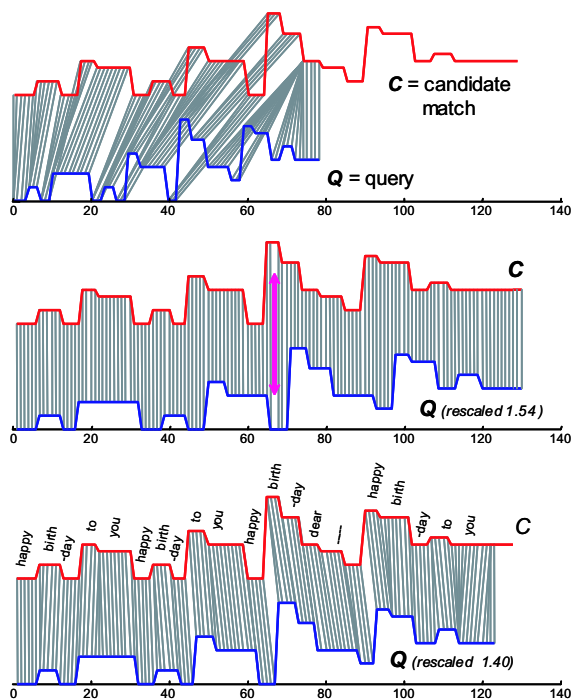 C = candidate
match
Q = query
0 20 40 60 80 100 120 140
C
Q (rescaled 1.54)
0 20 40 60 80 100 120 140
happy birth -day to you happy birth -day to you happy birth -day dear ---- happy birth -day to you
C
Q (rescaled 1.40)
0 20 40 60 80 100 120 140